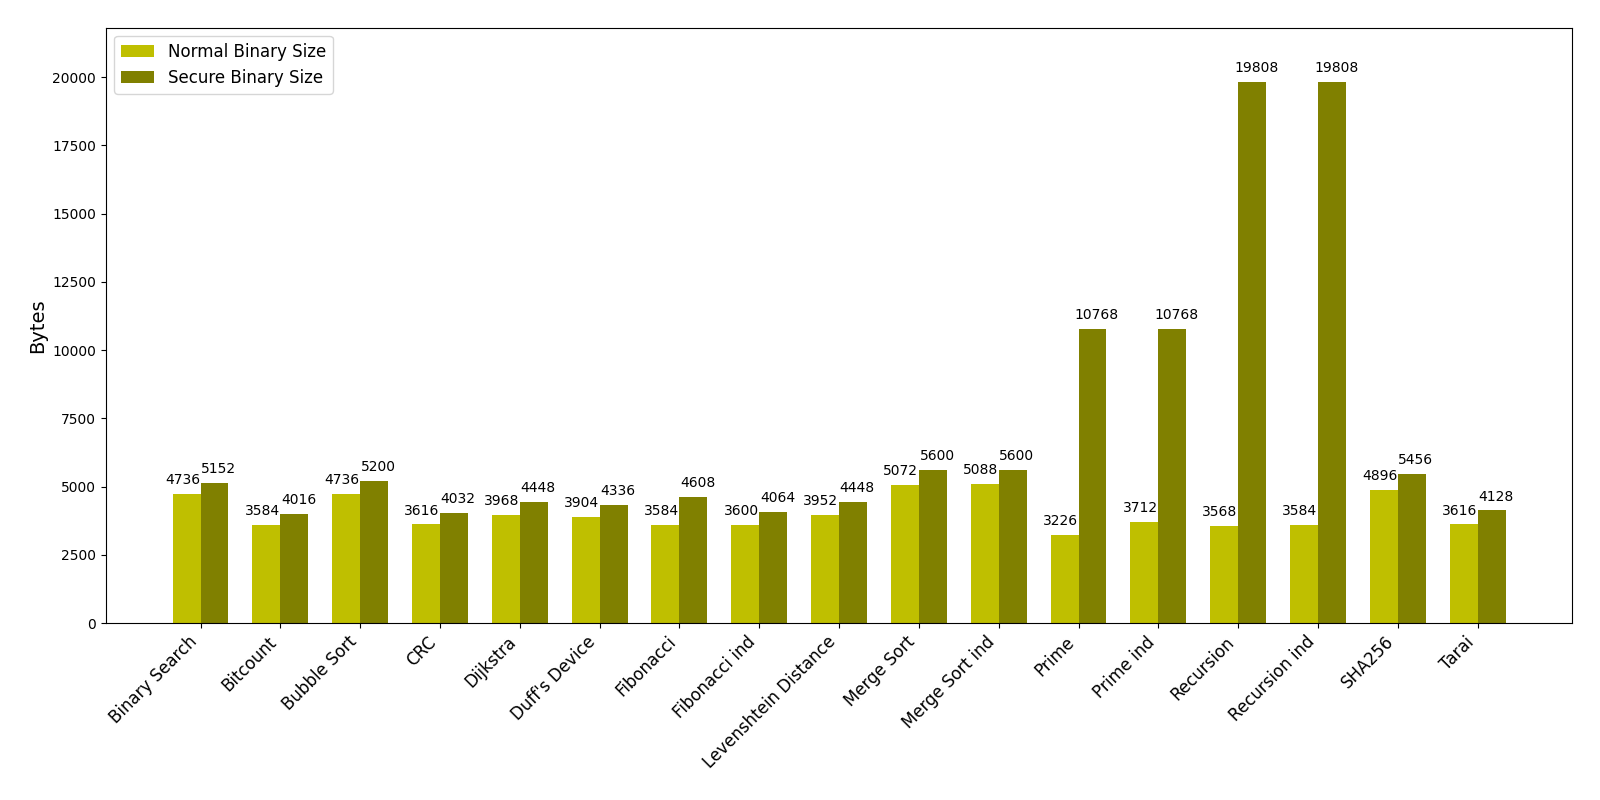 Normal Binary Size
Secure Binary Size
Bytes
20000
17500
15000
12500
10000
7500
5000
2500
0
4736 5152
3584 4016
4736 5200
3616 4032
3968 4448
3904 4336
3584 4608
3600 4064
3952 4448
5072 5600
5088 5600
3226 10768
3712 10768
3568 19808
3584 19808
4896 5456
3616 4128
Binary Search
Bitcount
Bubble Sort
CRC
Dijkstra
Duff's Device
Fibonacci
Fibonacci ind
Levenshtein Distance
Merge Sort
Merge Sort ind
Prime
Prime ind
Recursion
Recursion ind
SHA256
Tarai